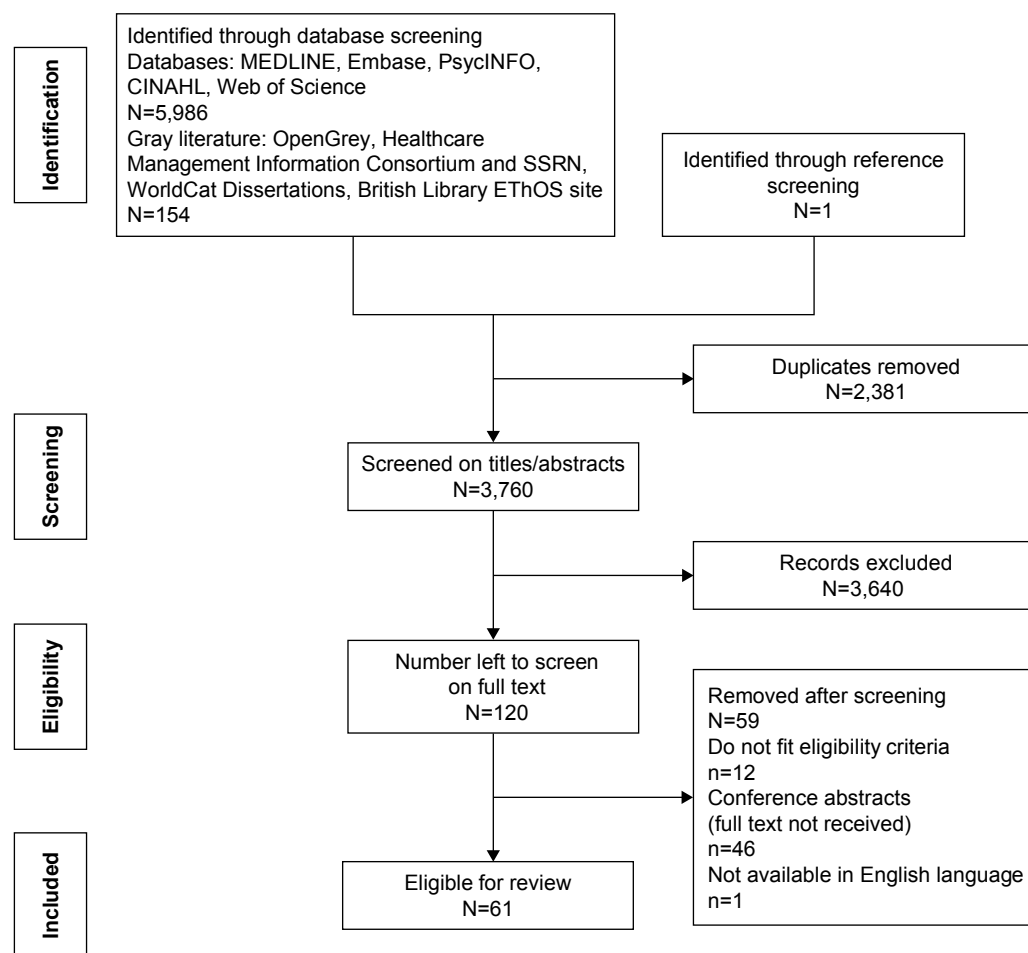 Identification
Identified through database screening
Databases: MEDLINE, Embase, PsycINFO,
CINAHL, Web of Science
N=5,986
Gray literature: OpenGrey, Healthcare
Management Information Consortium and SSRN,
WorldCat Dissertations, British Library EThOS site
N=154
Identified through reference
screening
N=1
Duplicates removed
N=2,381
Screening
Screened on titles/abstracts
N=3,760
Records excluded
N=3,640
Eligibility
Number left to screen
on full text
N=120
Removed after screening
N=59
Do not fit eligibility criteria
n=12
Conference abstracts
(full text not received)
n=46
Not available in English language
n=1
Included
Eligible for review
N=61